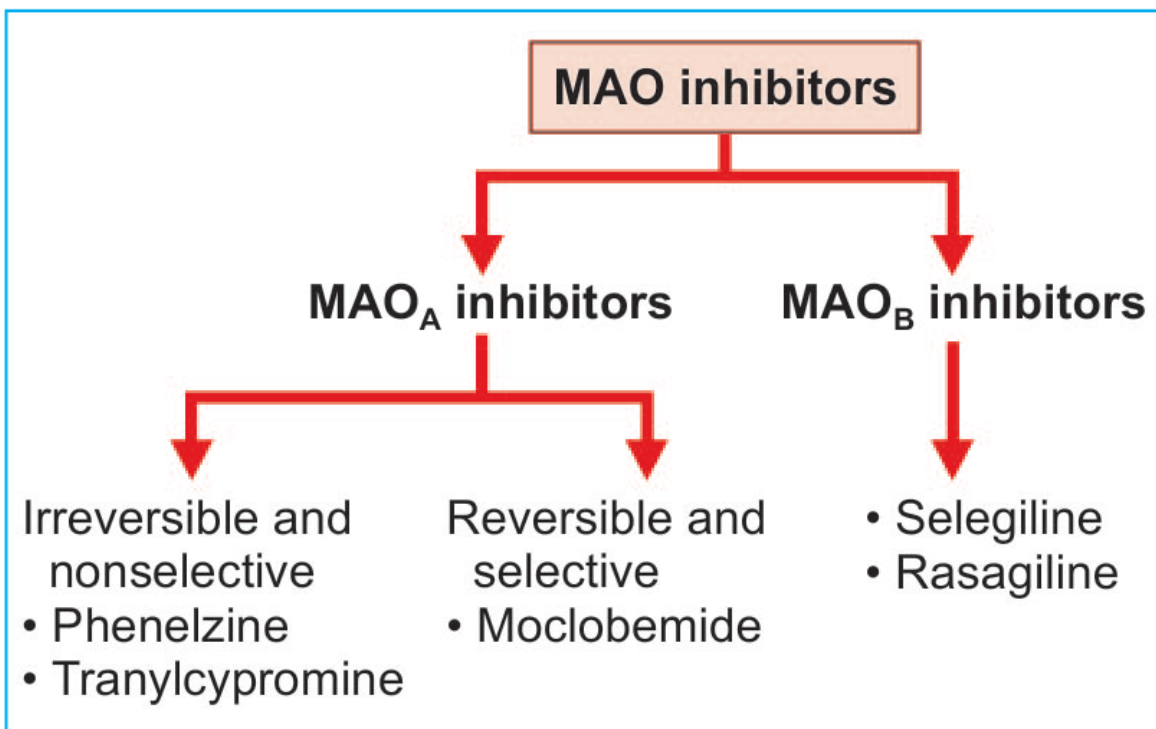 MAO inhibitors
MAOA inhibitors
MAOB inhibitors
Irreversible and
nonselective
• Phenelzine
• Tranylcypromine
Reversible and
selective
• Moclobemide
• Selegiline
• Rasagiline